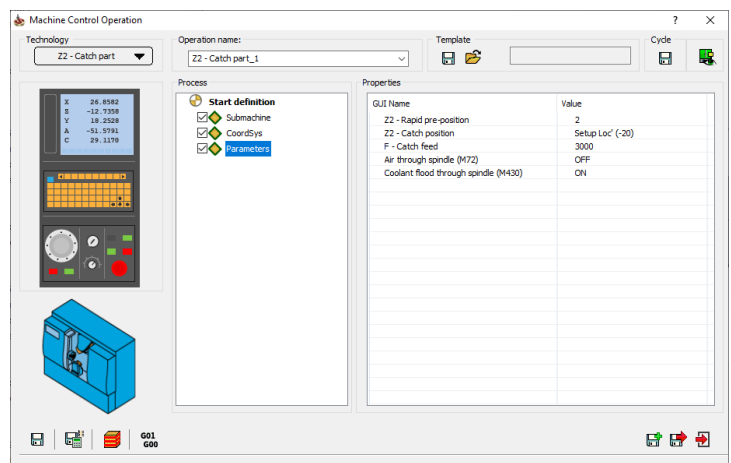 Machine Control Operation
? X
Technology
Z2 - Catch part
Operation name:
Z2 - Catch part_1
Template
Cycle
X 26.8582
Z -12.7358
Y 18.2528
A -51.5791
C 29.1170
Process
Start definition
Submachine
CoordSys
Parameters
Properties
GUI Name Value
Z2 - Rapid pre-position 2
Z2 - Catch position Setup Loc' (-20)
F - Catch feed 3000
Air through spindle (M72) OFF
Coolant flood through spindle (M430) ON
G01
G00